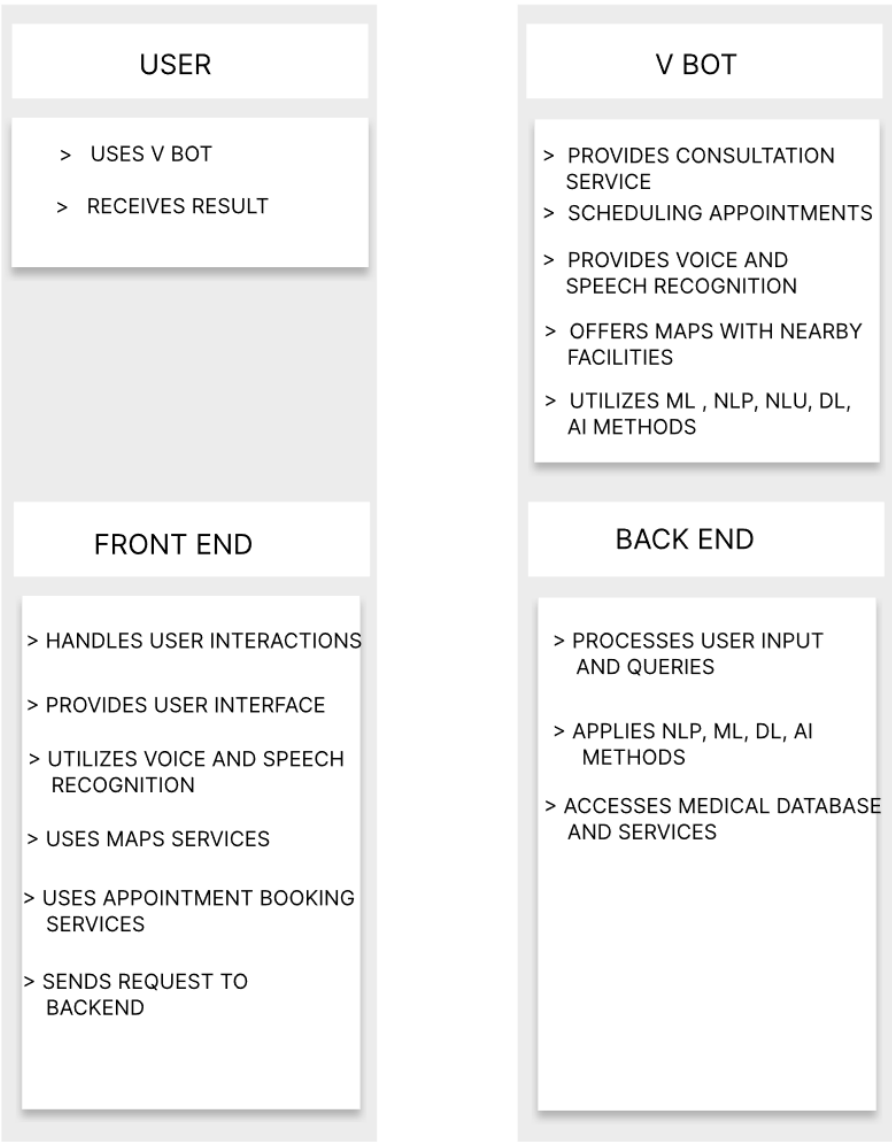 USER
> USES V BOT
> RECEIVES RESULT
V BOT
> PROVIDES CONSULTATION
SERVICE
> SCHEDULING APPOINTMENTS
> PROVIDES VOICE AND
SPEECH RECOGNITION
> OFFERS MAPS WITH NEARBY
FACILITIES
> UTILIZES ML , NLP, NLU, DL,
AI METHODS
FRONT END
> HANDLES USER INTERACTIONS
> PROVIDES USER INTERFACE
> UTILIZES VOICE AND SPEECH
RECOGNITION
> USES MAPS SERVICES
> USES APPOINTMENT BOOKING
SERVICES
> SENDS REQUEST TO
BACKEND
BACK END
> PROCESSES USER INPUT
AND QUERIES
> APPLIES NLP, ML, DL, AI
METHODS
> ACCESSES MEDICAL DATABASE
AND SERVICES